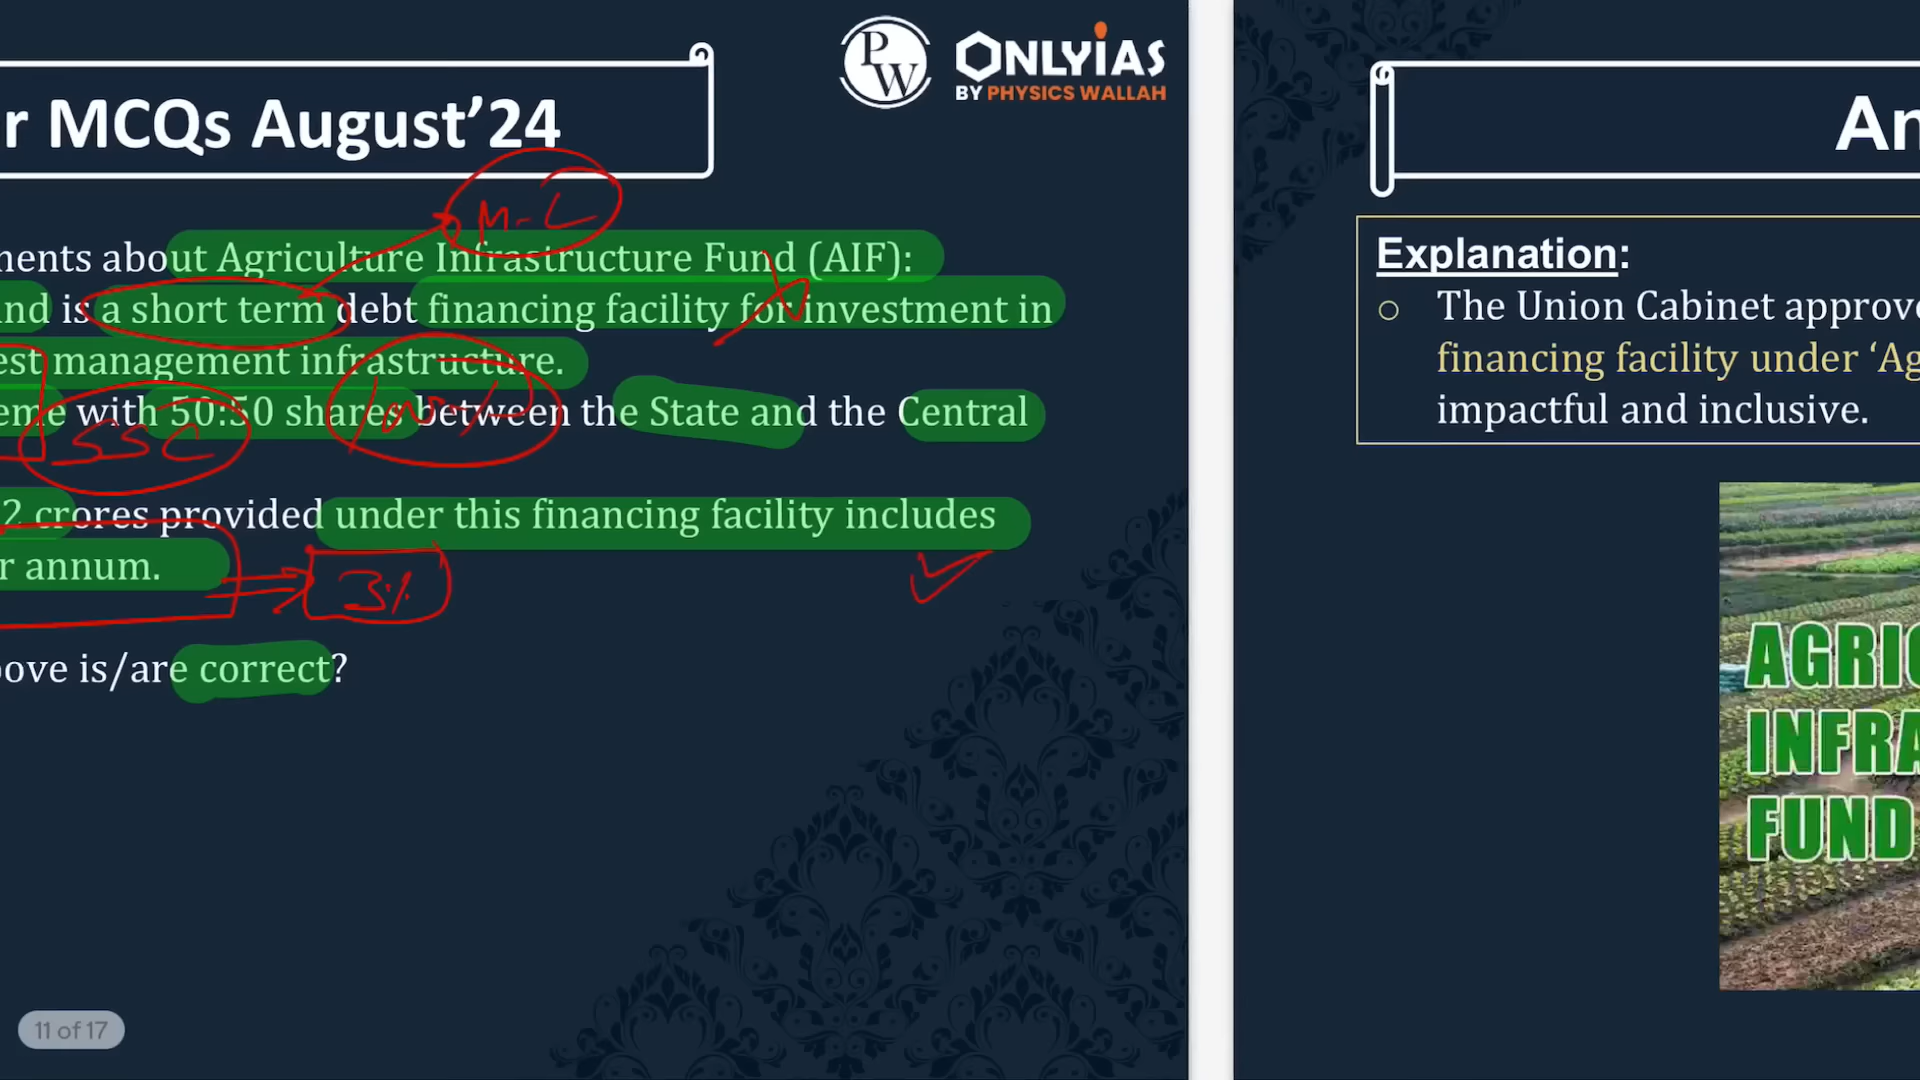 r MCQs August’24
PW
ONLYiAS
BY PHYSICS WALLAH
M-C
nents about Agriculture Infrastructure Fund (AIF):
und is a short term debt financing facility for investment in
est management infrastructure.
eme with 50:50 shares between the State and the Central
SSC
100%
2 crores provided under this financing facility includes
r annum.
3%
ove is/are correct?
11 of 17
An
Explanation:
○ The Union Cabinet approve
financing facility under ‘Ag
impactful and inclusive.
AGRIC
INFRA
FUND